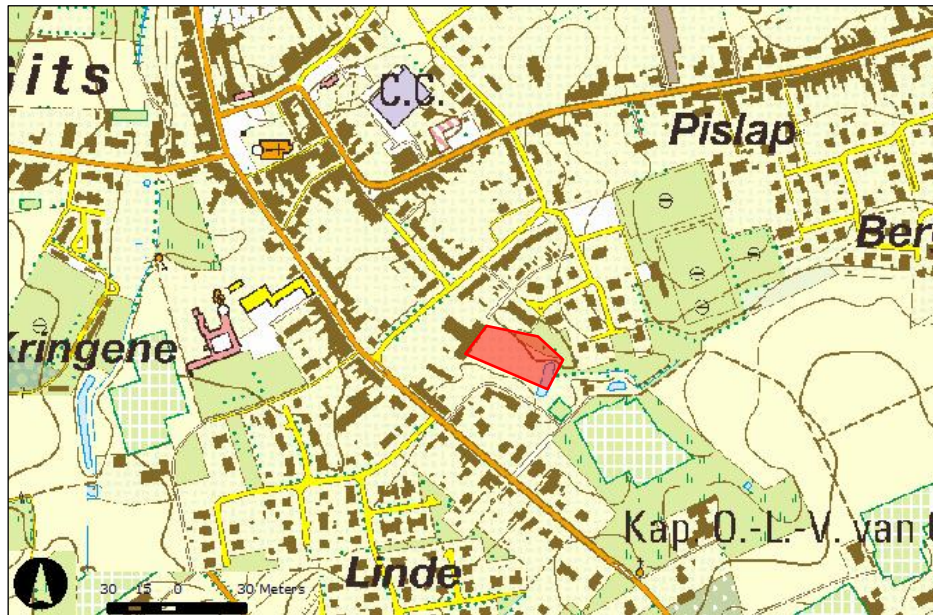 Gits
C.C.
Pislap
Ber
Kringene
Kap. O.-L.-V. van
Linde
30 15 0 30 Meters